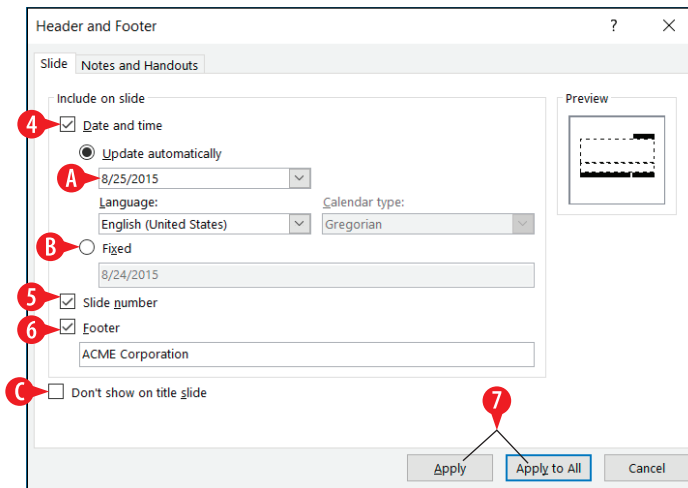 Header and Footer ? ×
Slide Notes and Handouts
Include on slide Preview
4 Date and time
Update automatically
A 8/25/2015
Language: Calendar type:
English (United States) Gregorian
B Fixed
8/24/2015
5 Slide number
6 Footer
ACME Corporation
C Don't show on title slide
7
Apply Apply to All Cancel